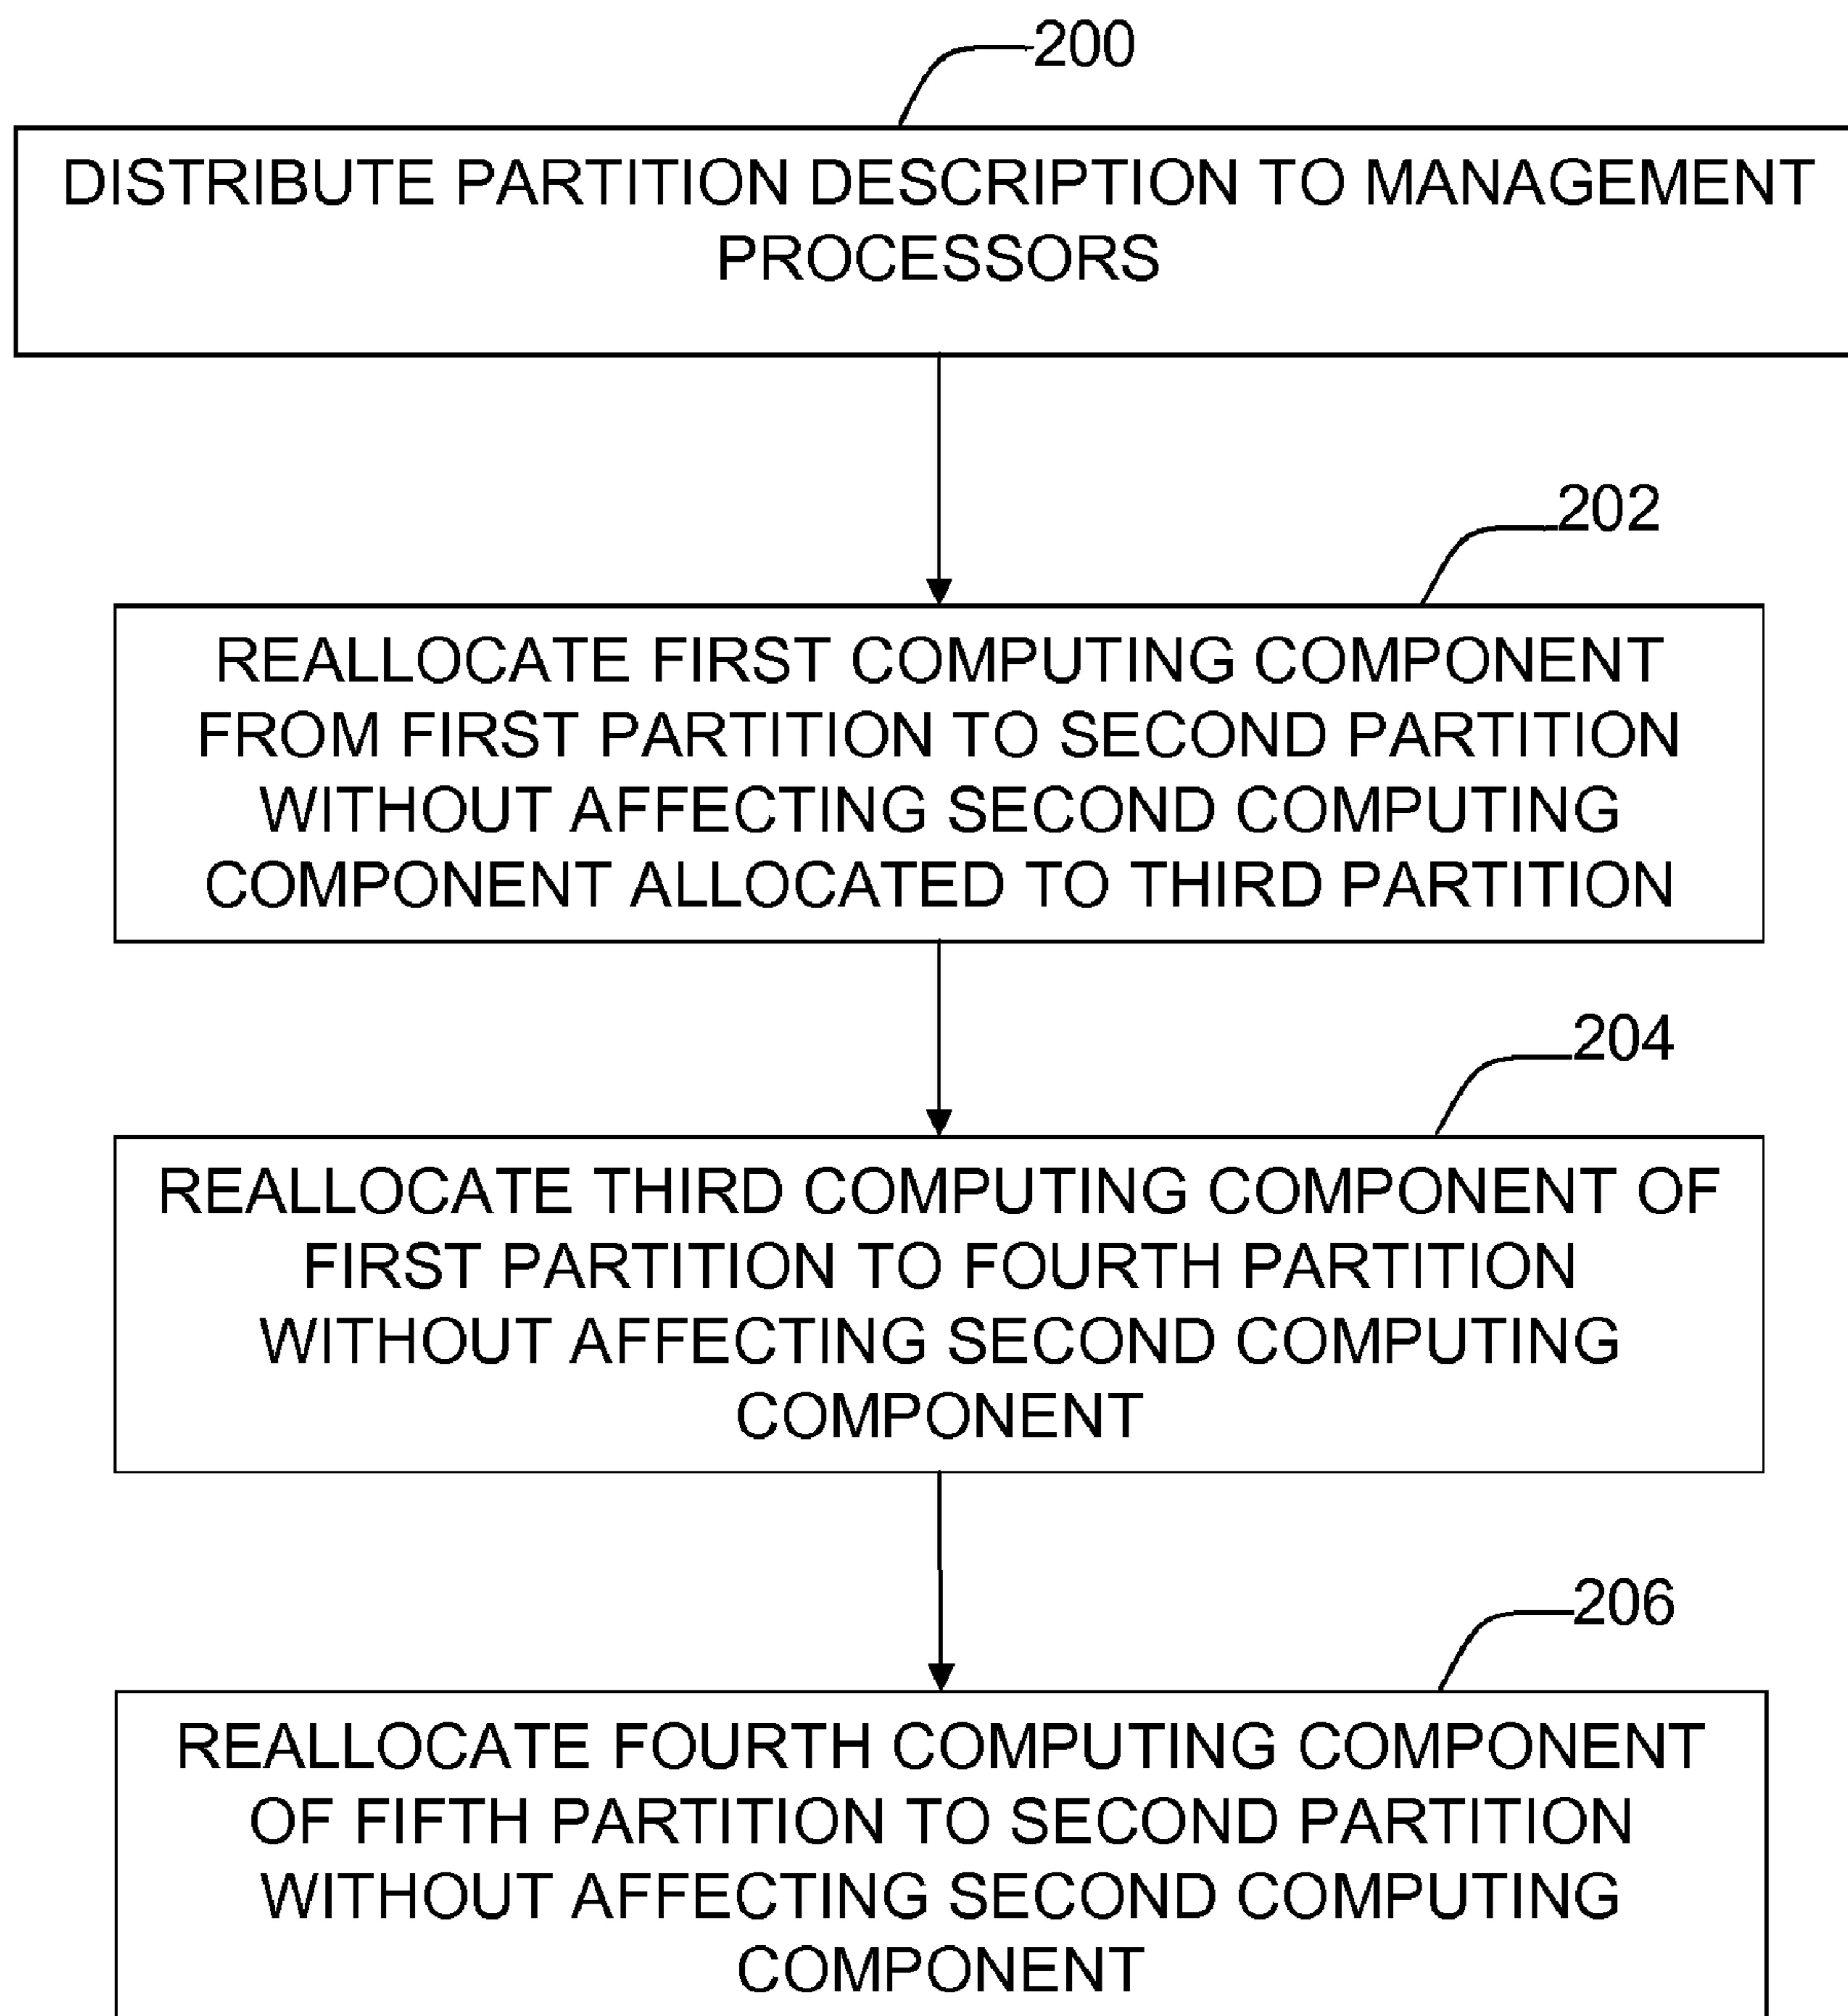 200
DISTRIBUTE PARTITION DESCRIPTION TO MANAGEMENT
PROCESSORS
202
REALLOCATE FIRST COMPUTING COMPONENT
FROM FIRST PARTITION TO SECOND PARTITION
WITHOUT AFFECTING SECOND COMPUTING
COMPONENT ALLOCATED TO THIRD PARTITION
204
REALLOCATE THIRD COMPUTING COMPONENT OF
FIRST PARTITION TO FOURTH PARTITION
WITHOUT AFFECTING SECOND COMPUTING
COMPONENT
206
REALLOCATE FOURTH COMPUTING COMPONENT
OF FIFTH PARTITION TO SECOND PARTITION
WITHOUT AFFECTING SECOND COMPUTING
COMPONENT